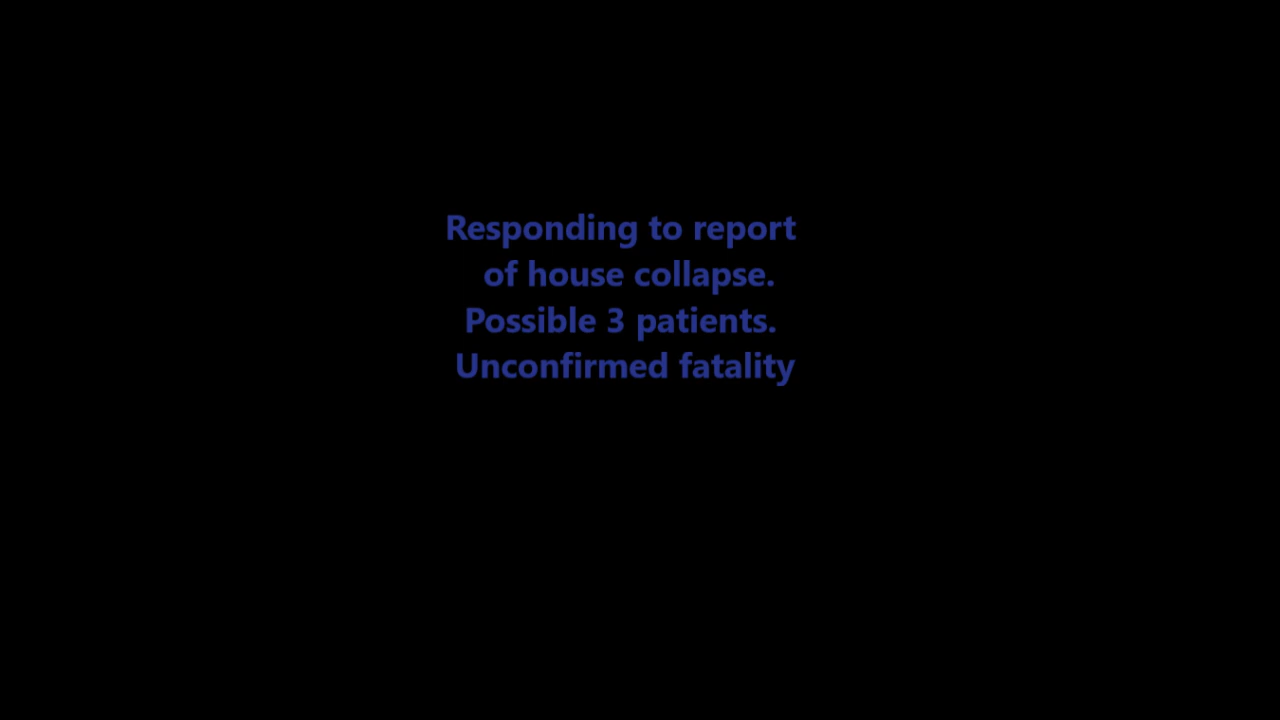 Responding to report
of house collapse.
Possible 3 patients.
Unconfirmed fatality